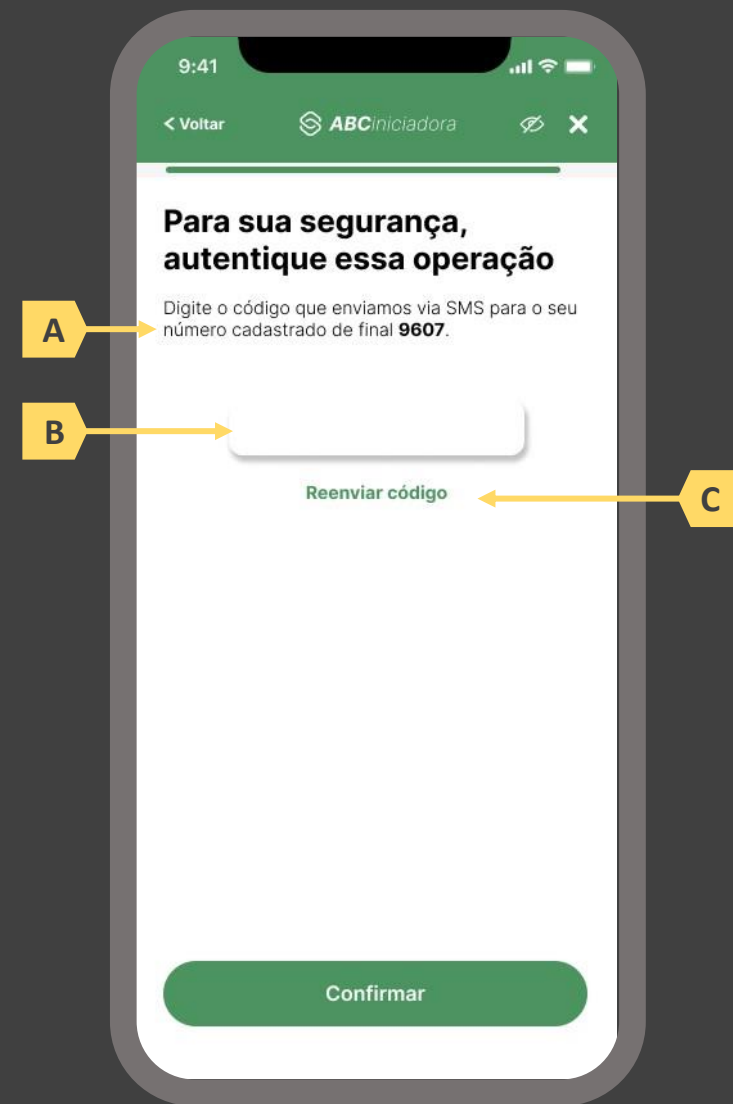 9:41
< Voltar
ABCiniciadora
Para sua segurança,
autentique essa operação
A
Digite o código que enviamos via SMS para o seu
número cadastrado de final 9607.
B
Reenviar código
C
Confirmar